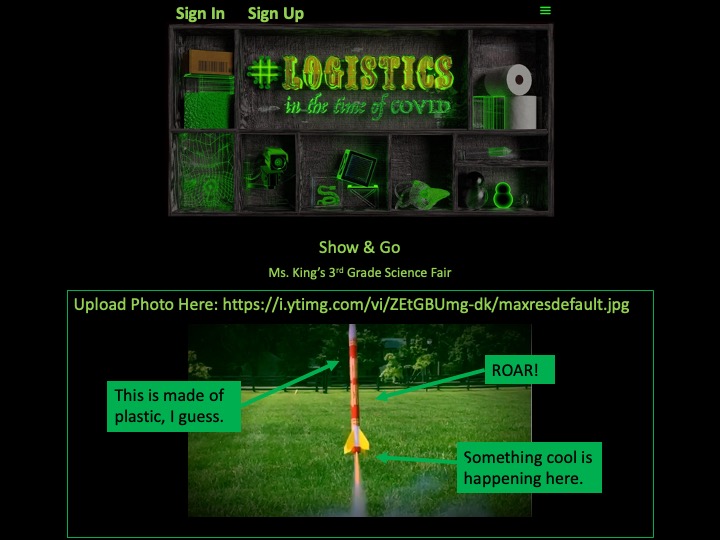 Sign In Sign Up
#LOGISTICS
in the time of COVID
Show & Go
Ms. King’s 3rd Grade Science Fair
Upload Photo Here: https://i.ytimg.com/vi/ZEtGBUmg-dk/maxresdefault.jpg
This is made of
plastic, I guess.
ROAR!
Something cool is
happening here.